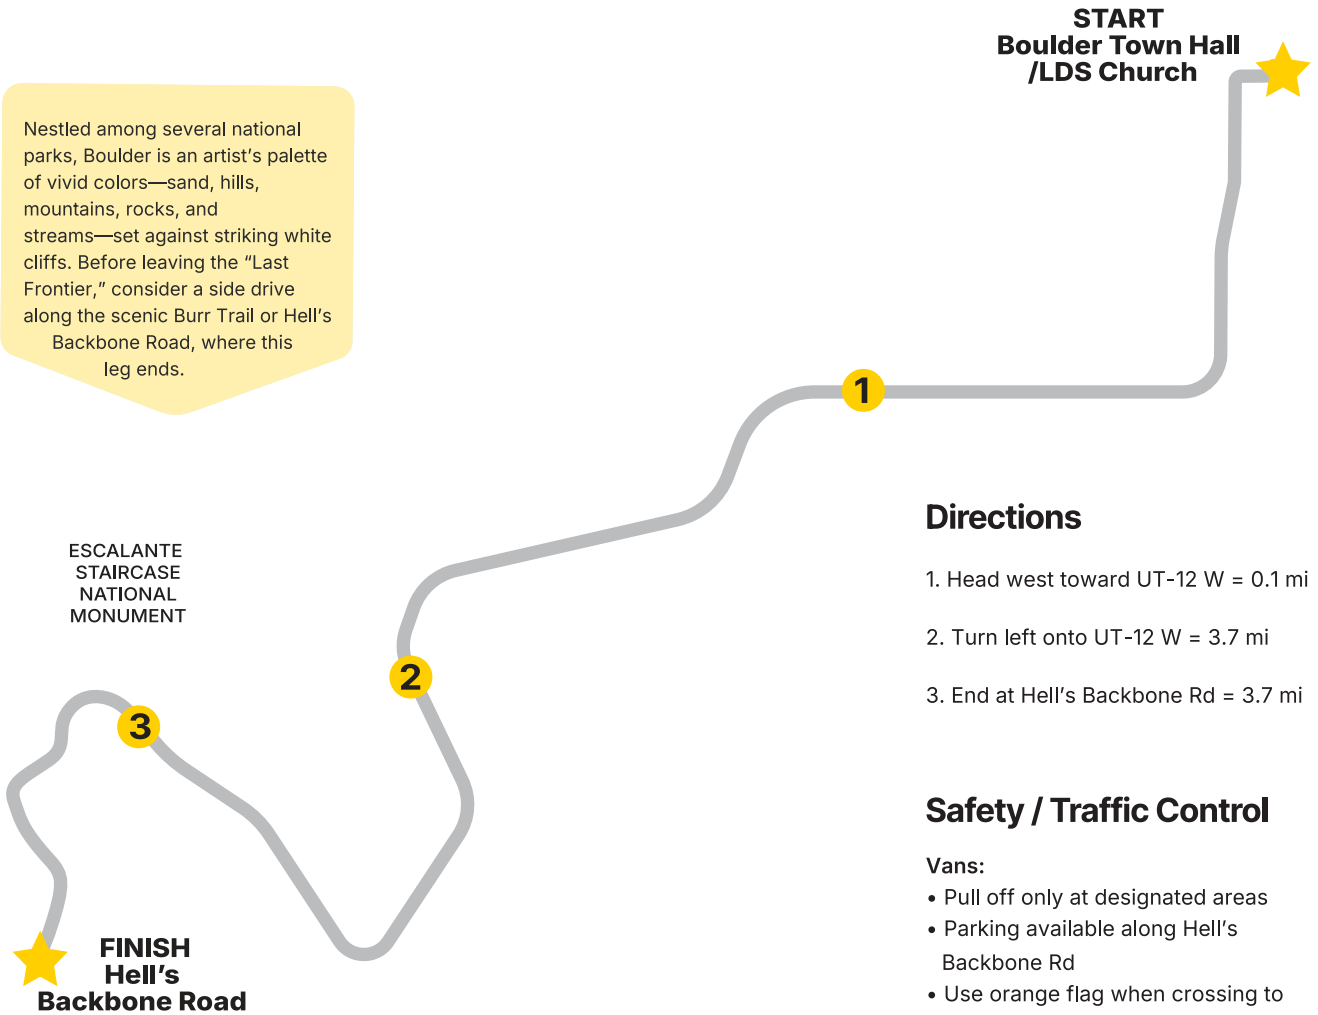 START
Boulder Town Hall
/LDS Church
Nestled among several national
parks, Boulder is an artist’s palette
of vivid colors—sand, hills,
mountains, rocks, and
streams—set against striking white
cliffs. Before leaving the “Last
Frontier,” consider a side drive
along the scenic Burr Trail or Hell’s
Backbone Road, where this
leg ends.
1
ESCALANTE
STAIRCASE
NATIONAL
MONUMENT
2
3
FINISH
Hell’s
Backbone Road
Directions
1. Head west toward UT-12 W = 0.1 mi
2. Turn left onto UT-12 W = 3.7 mi
3. End at Hell’s Backbone Rd = 3.7 mi
Safety / Traffic Control
Vans:
• Pull off only at designated areas
• Parking available along Hell’s
Backbone Rd
• Use orange flag when crossing to